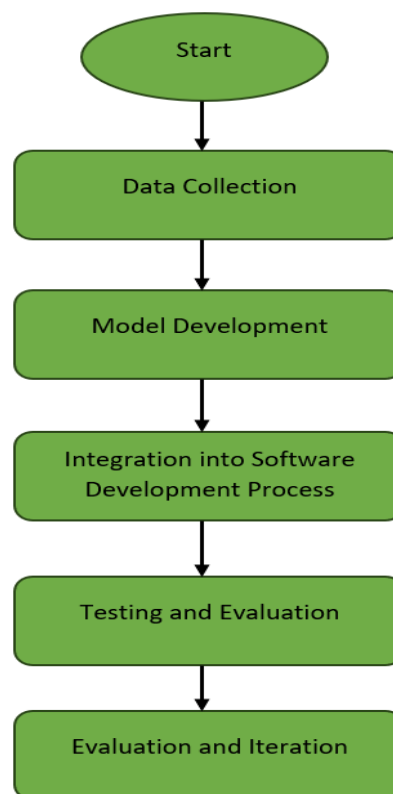 Start
Data Collection
Model Development
Integration into Software
Development Process
Testing and Evaluation
Evaluation and Iteration